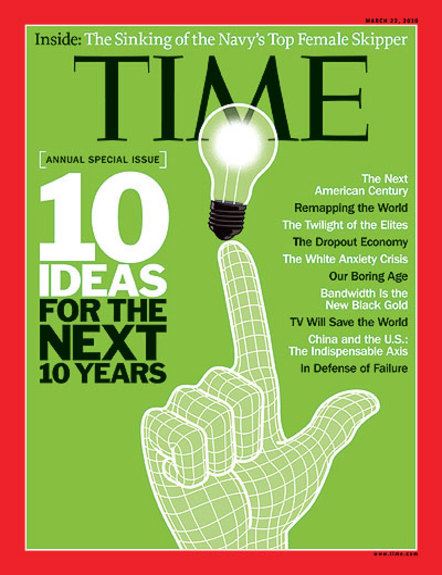 MARCH 22, 2010
Inside: The Sinking of the Navy's Top Female Skipper
TIME
[ANNUAL SPECIAL ISSUE]
10
IDEAS
FOR THE
NEXT
10 YEARS
The Next
American Century
Remapping the World
The Twilight of the Elites
The Dropout Economy
The White Anxiety Crisis
Our Boring Age
Bandwidth Is the
New Black Gold
TV Will Save the World
China and the U.S.:
The Indispensable Axis
In Defense of Failure
www.time.com